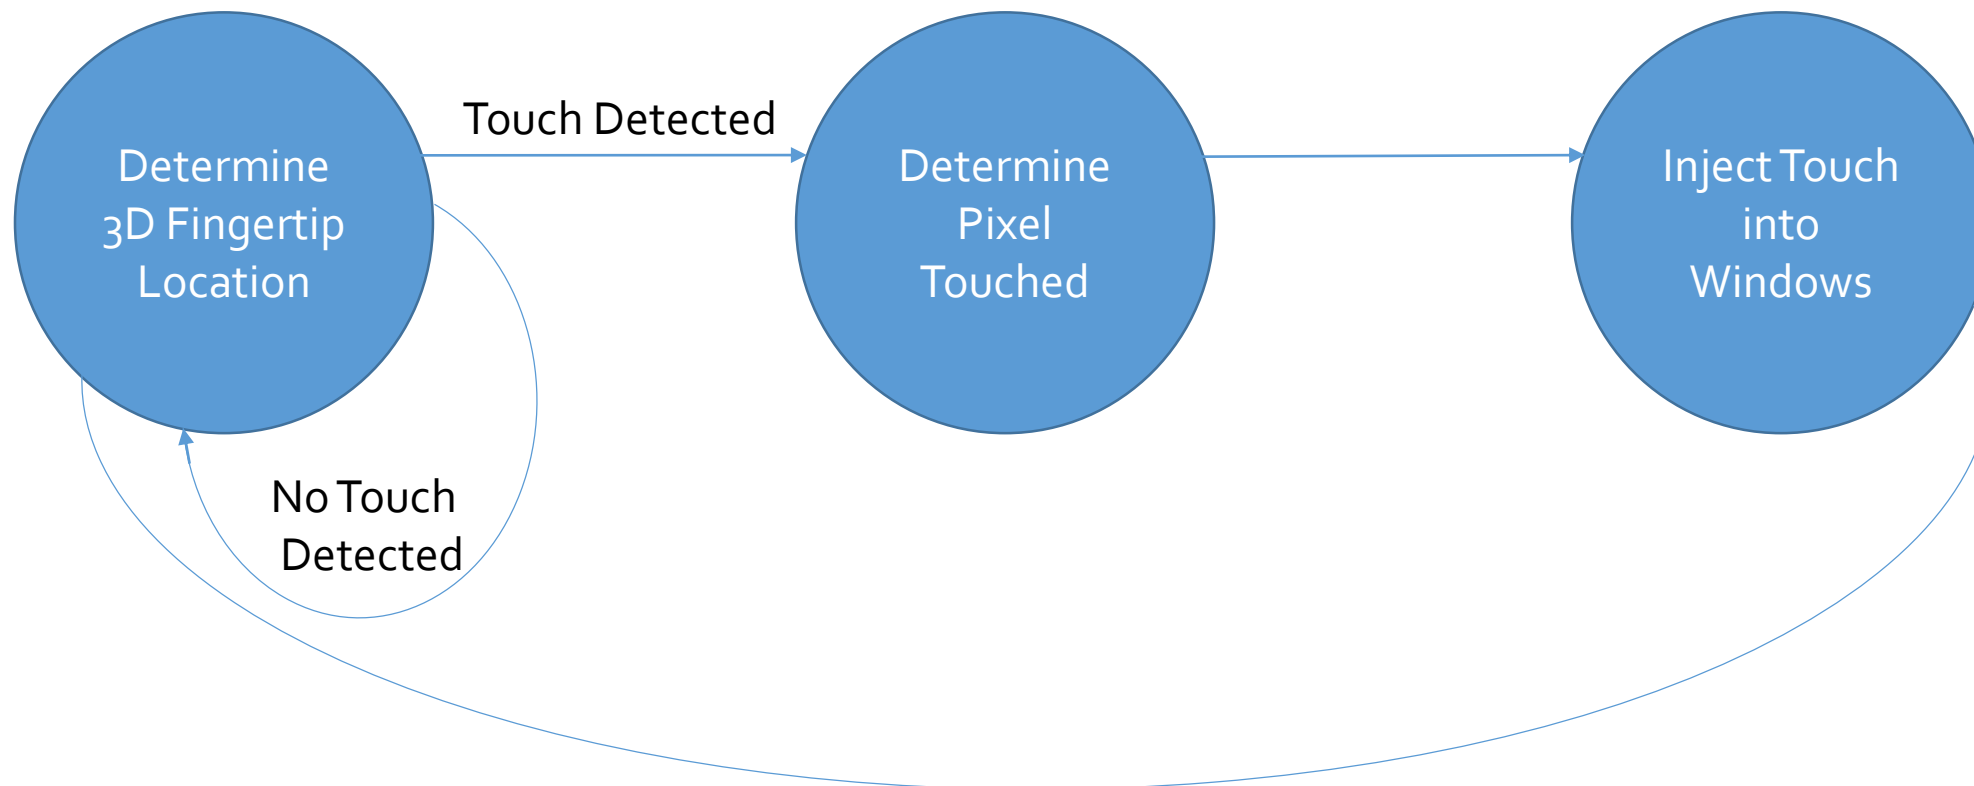 Touch Detected
Determine
3D Fingertip
Location
Determine
Pixel
Touched
Inject Touch
into
Windows
No Touch
Detected